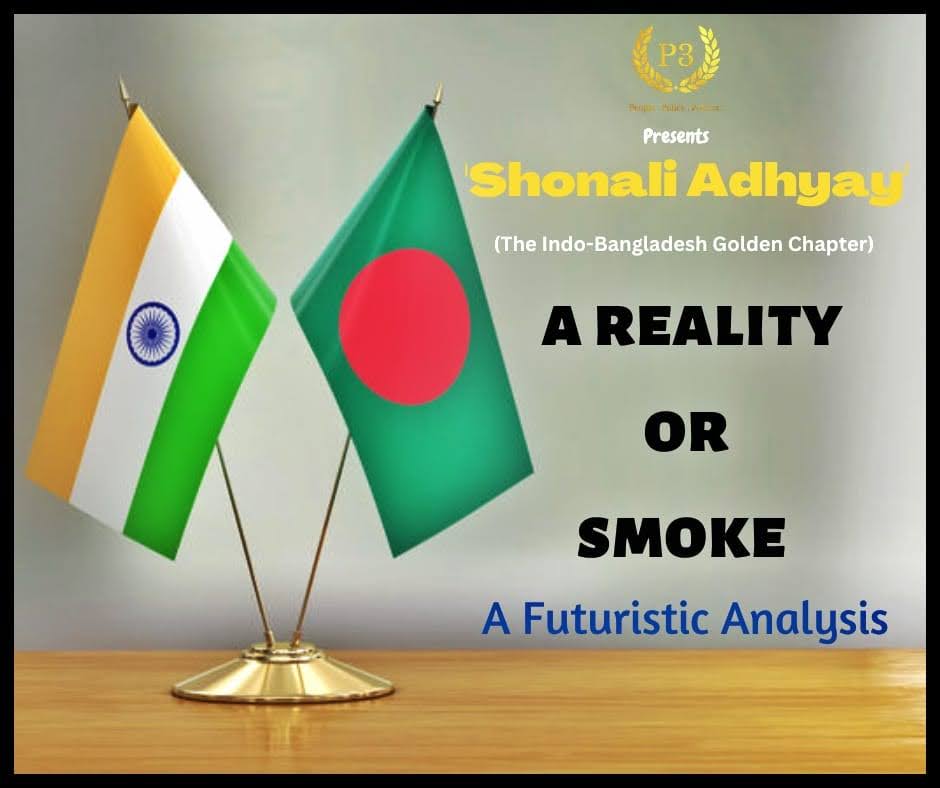 P3
Presents
'Shonali Adhyay'
(The Indo-Bangladesh Golden Chapter)
A REALITY
OR
SMOKE
A Futuristic Analysis